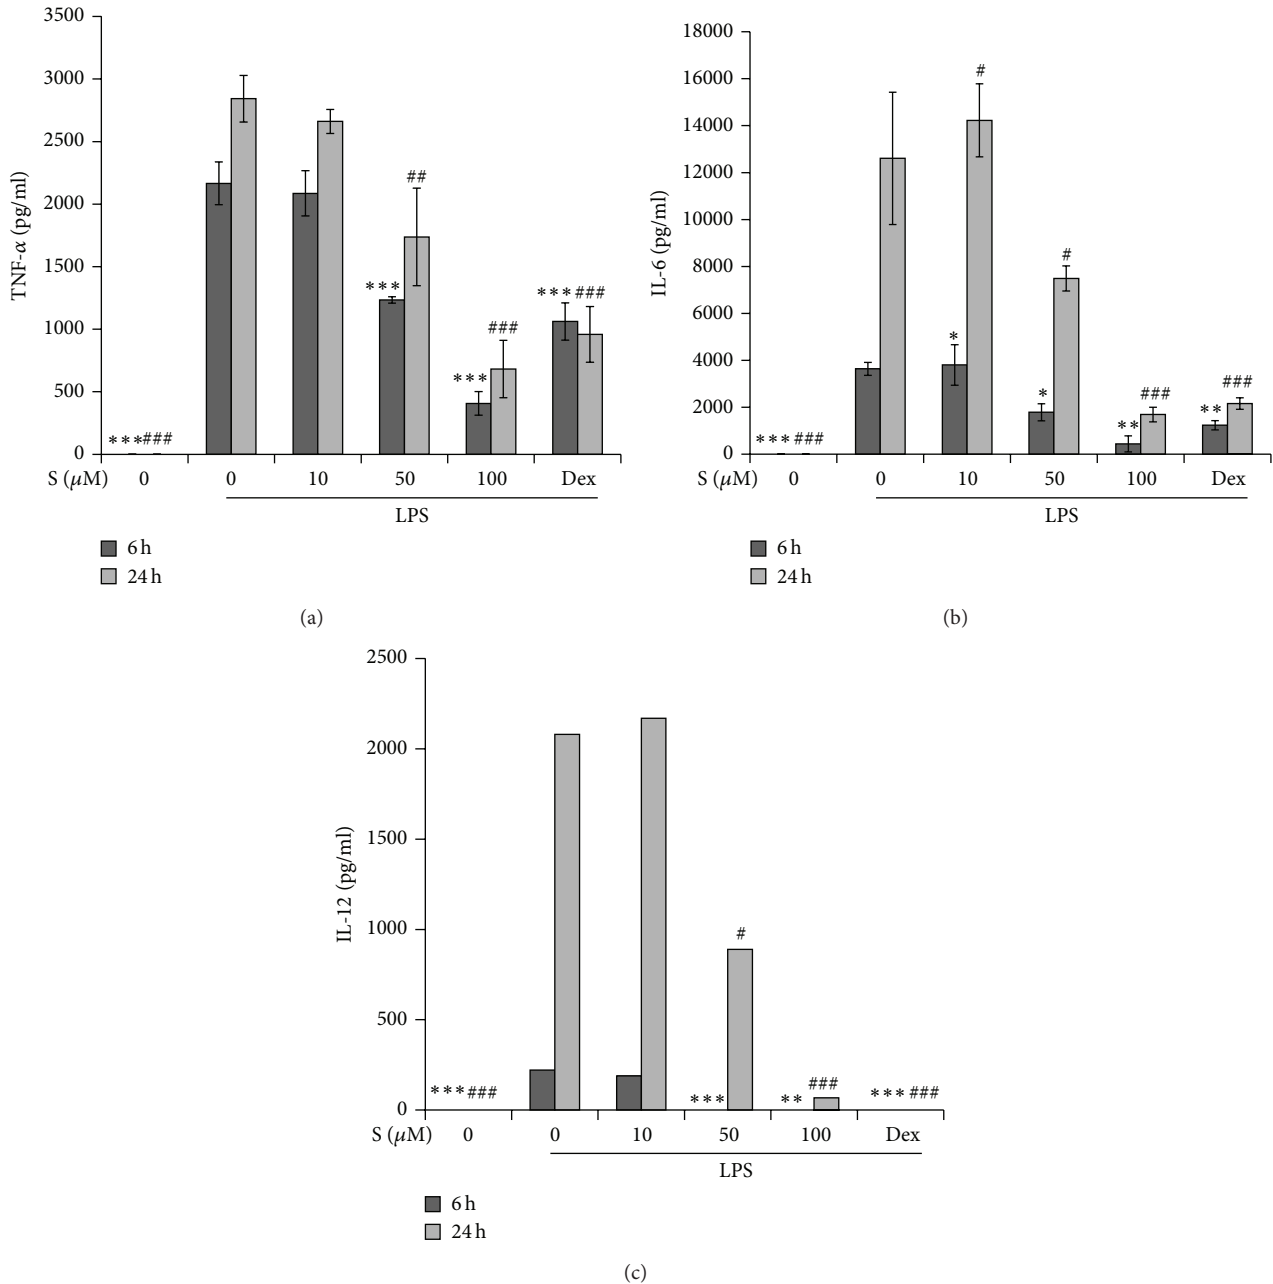 3500
3000
2500
2000
1500
1000
500
0
TNF-α (pg/ml)
***###
***
##
***
###
***###
S (μM) 0 0 10 50 100 Dex
LPS
6 h
24 h
(a)
18000
16000
14000
12000
10000
8000
6000
4000
2000
0
IL-6 (pg/ml)
***###
*
#
*
#
**
###
**
###
S (μM) 0 0 10 50 100 Dex
LPS
6 h
24 h
(b)
2500
2000
1500
1000
500
0
IL-12 (pg/ml)
***###
***
#
**
###
***###
S (μM) 0 0 10 50 100 Dex
LPS
6 h
24 h
(c)